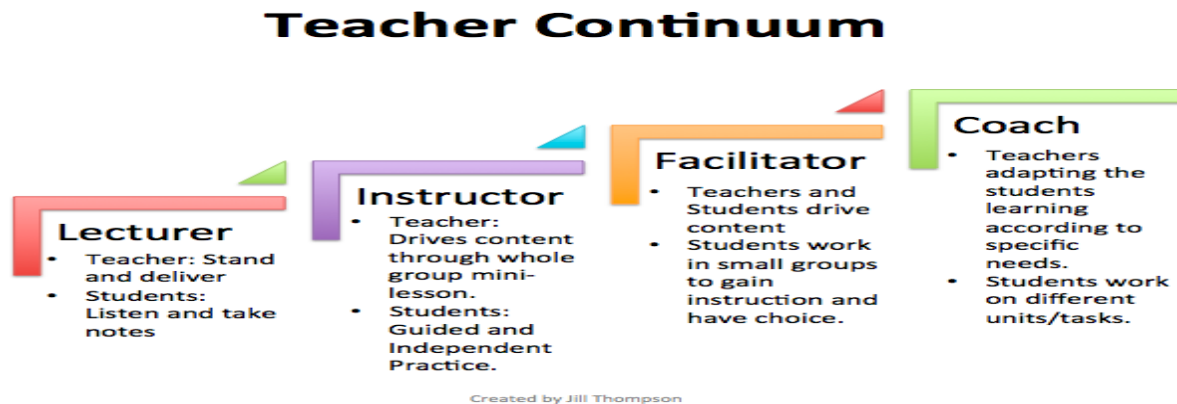 Teacher Continuum
Lecturer
• Teacher: Stand
and deliver
• Students:
Listen and take
notes
Instructor
• Teacher:
Drives content
through whole
group mini-
lesson.
• Students:
Guided and
Independent
Practice.
Facilitator
• Teachers and
Students drive
content
• Students work
in small groups
to gain
instruction and
have choice.
Coach
• Teachers
adapting the
students
learning
according to
specific
needs.
• Students work
on different
units/tasks.
Created by Jill Thompson